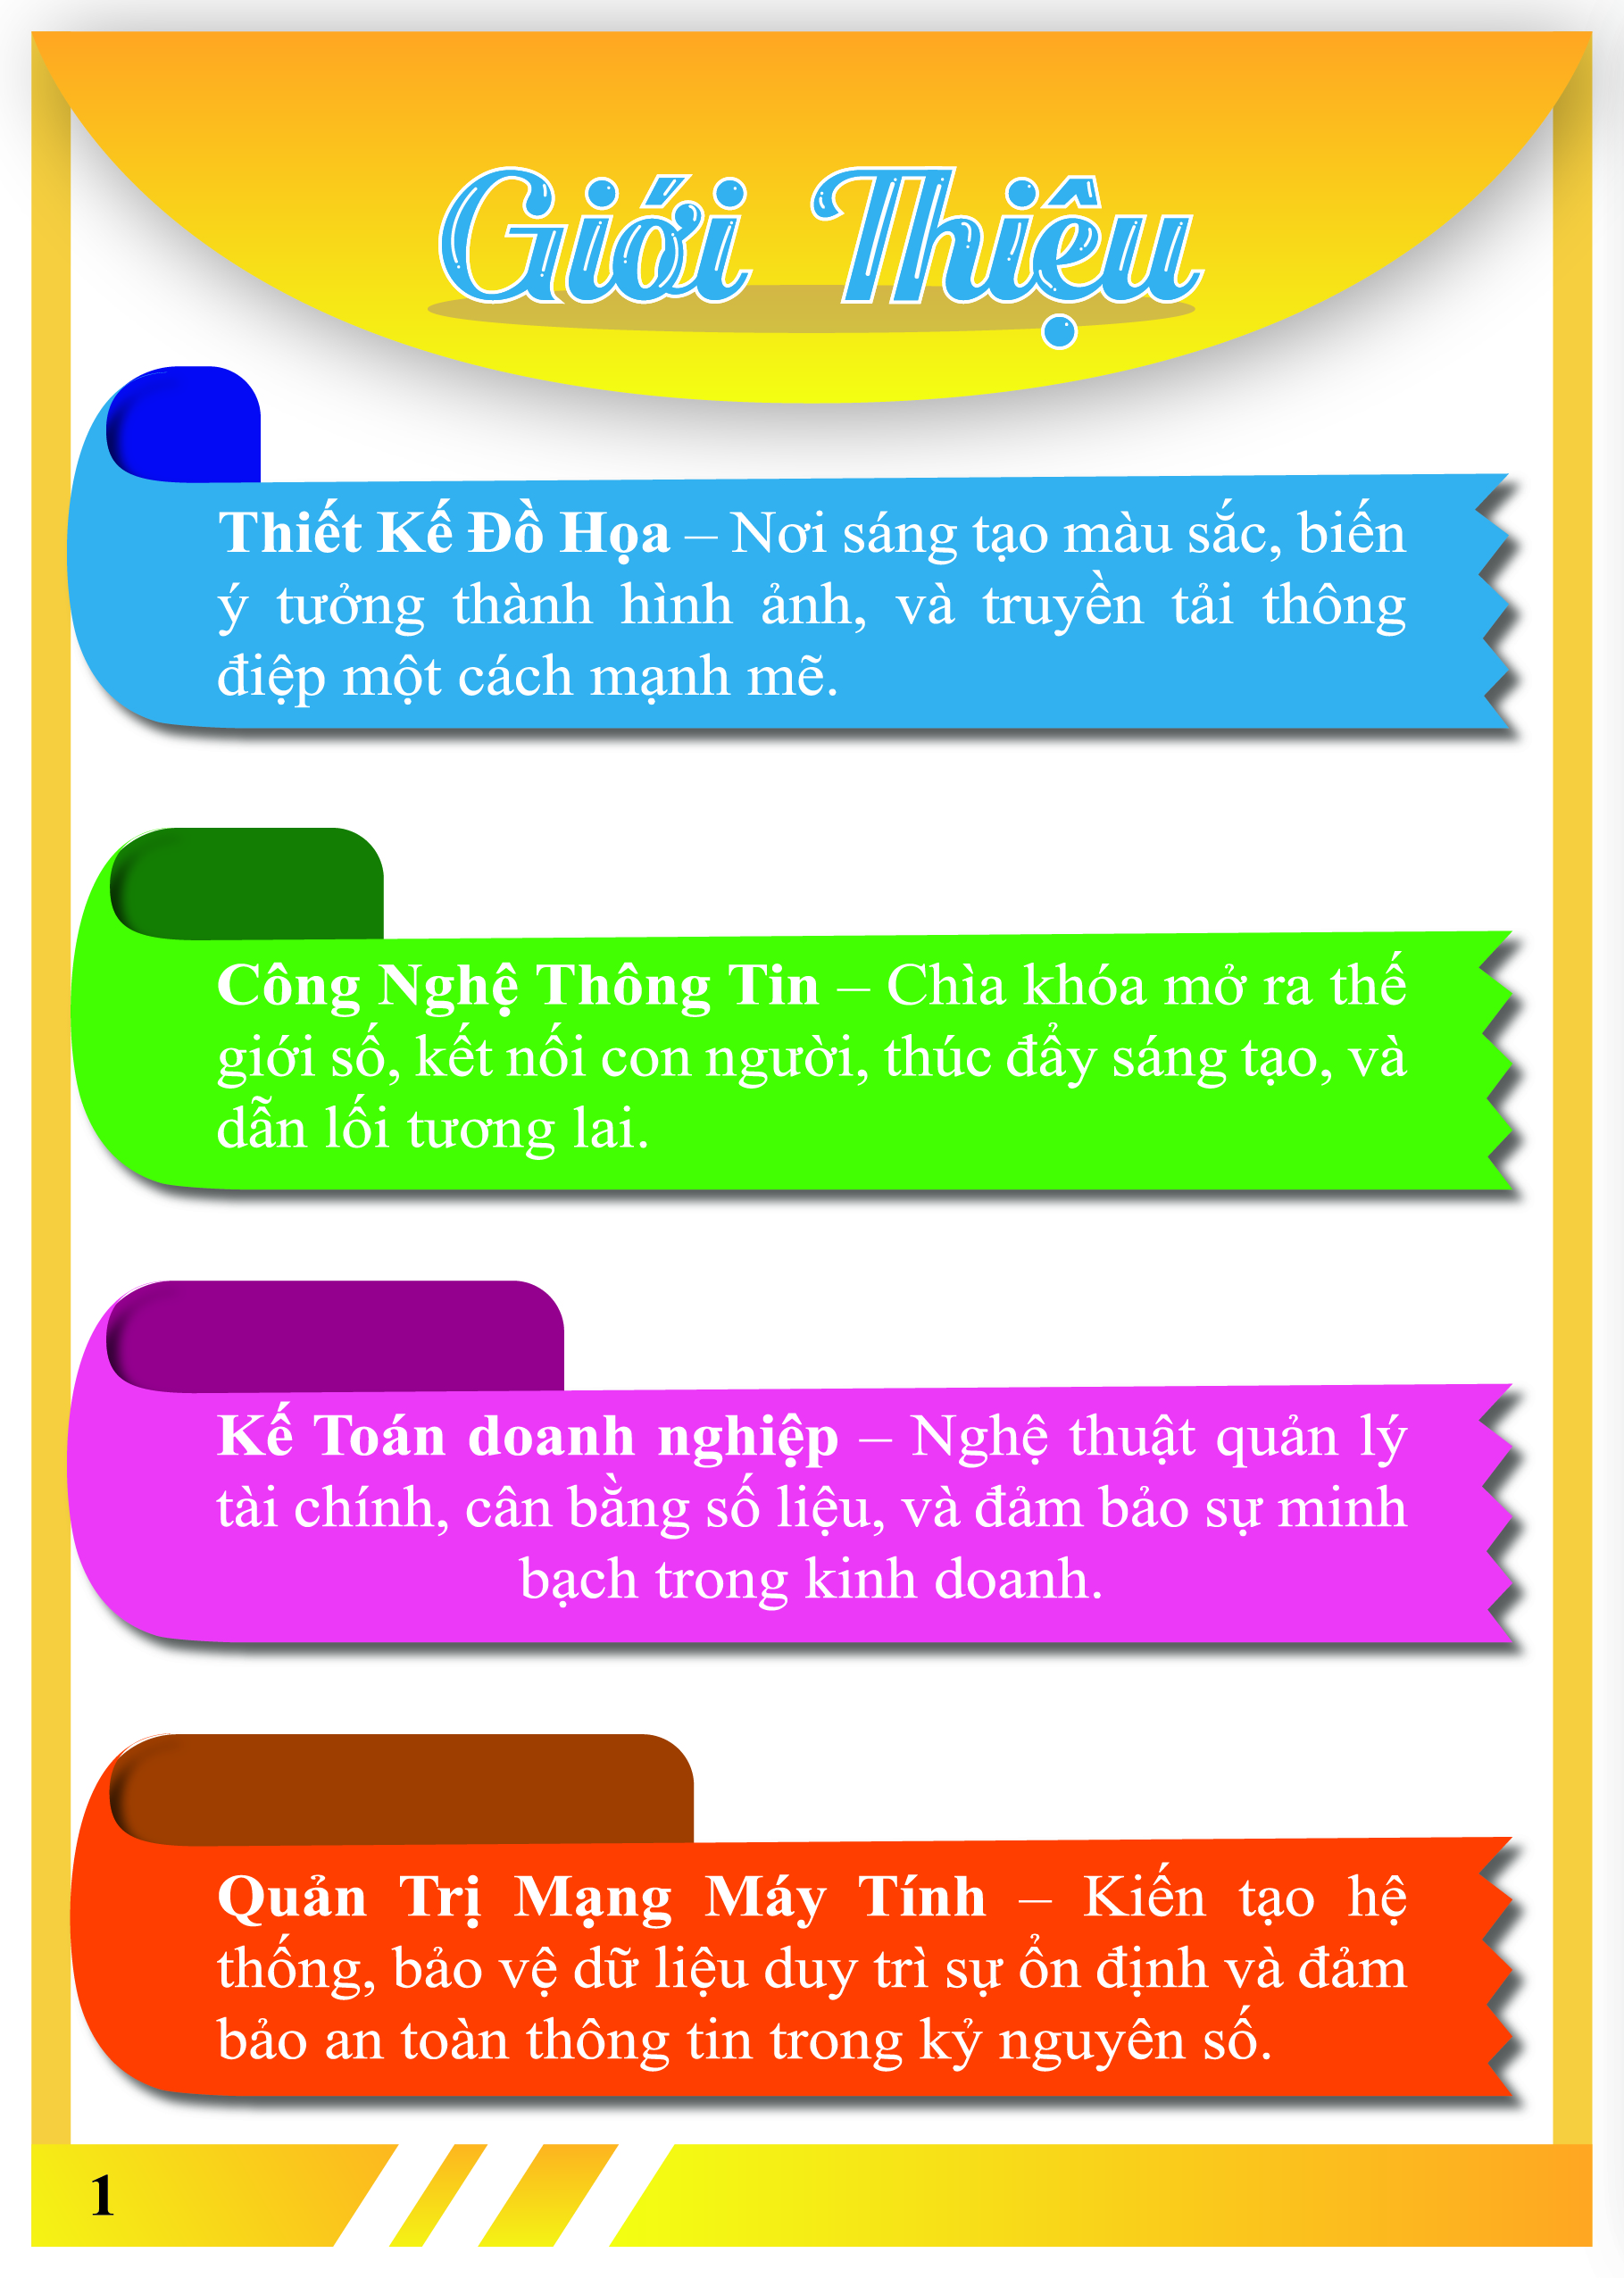 Giới Thiệu
Thiết Kế Đồ Họa – Nơi sáng tạo màu sắc, biến
ý tưởng thành hình ảnh, và truyền tải thông
điệp một cách mạnh mẽ.
Công Nghệ Thông Tin – Chìa khóa mở ra thế
giới số, kết nối con người, thúc đẩy sáng tạo, và
dẫn lối tương lai.
Kế Toán doanh nghiệp – Nghệ thuật quản lý
tài chính, cân bằng số liệu, và đảm bảo sự minh
bạch trong kinh doanh.
Quản Trị Mạng Máy Tính – Kiến tạo hệ
thống, bảo vệ dữ liệu duy trì sự ổn định và đảm
bảo an toàn thông tin trong kỷ nguyên số.
1